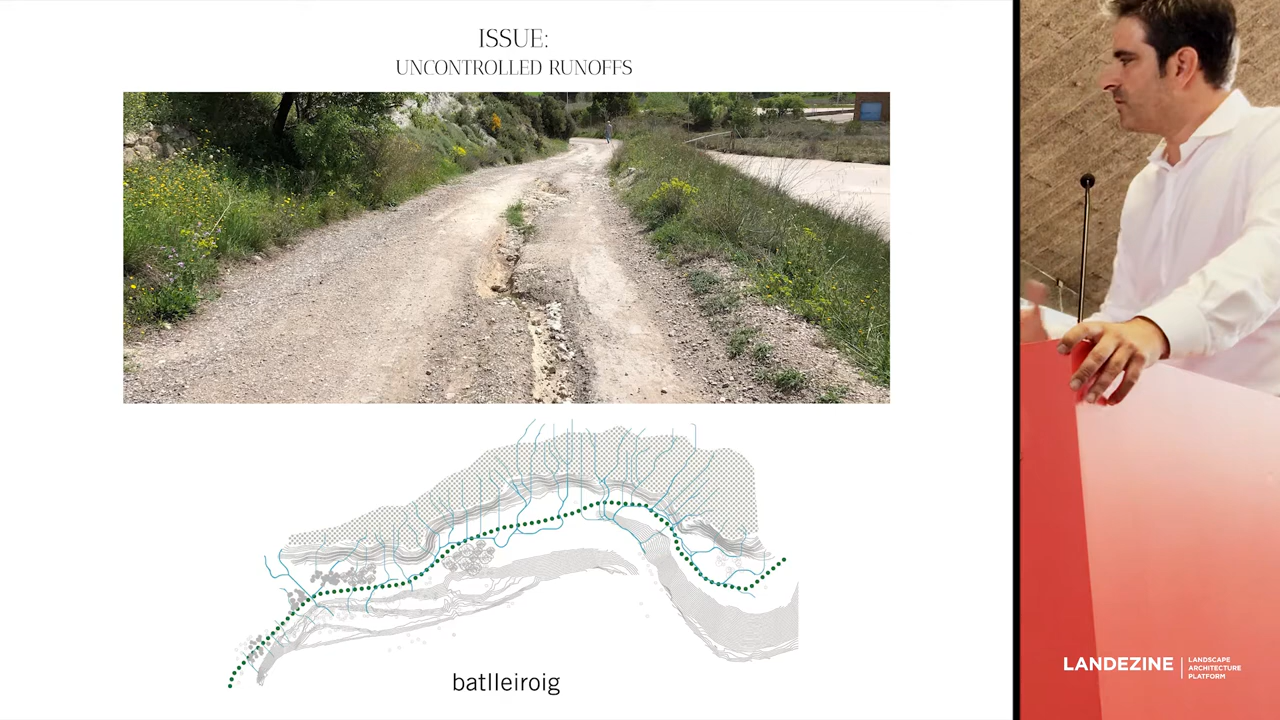 ISSUE:
UNCONTROLLED RUNOFFS
batlleiroig
LANDEZINE
LANDSCAPE
ARCHITECTURE
PLATFORM